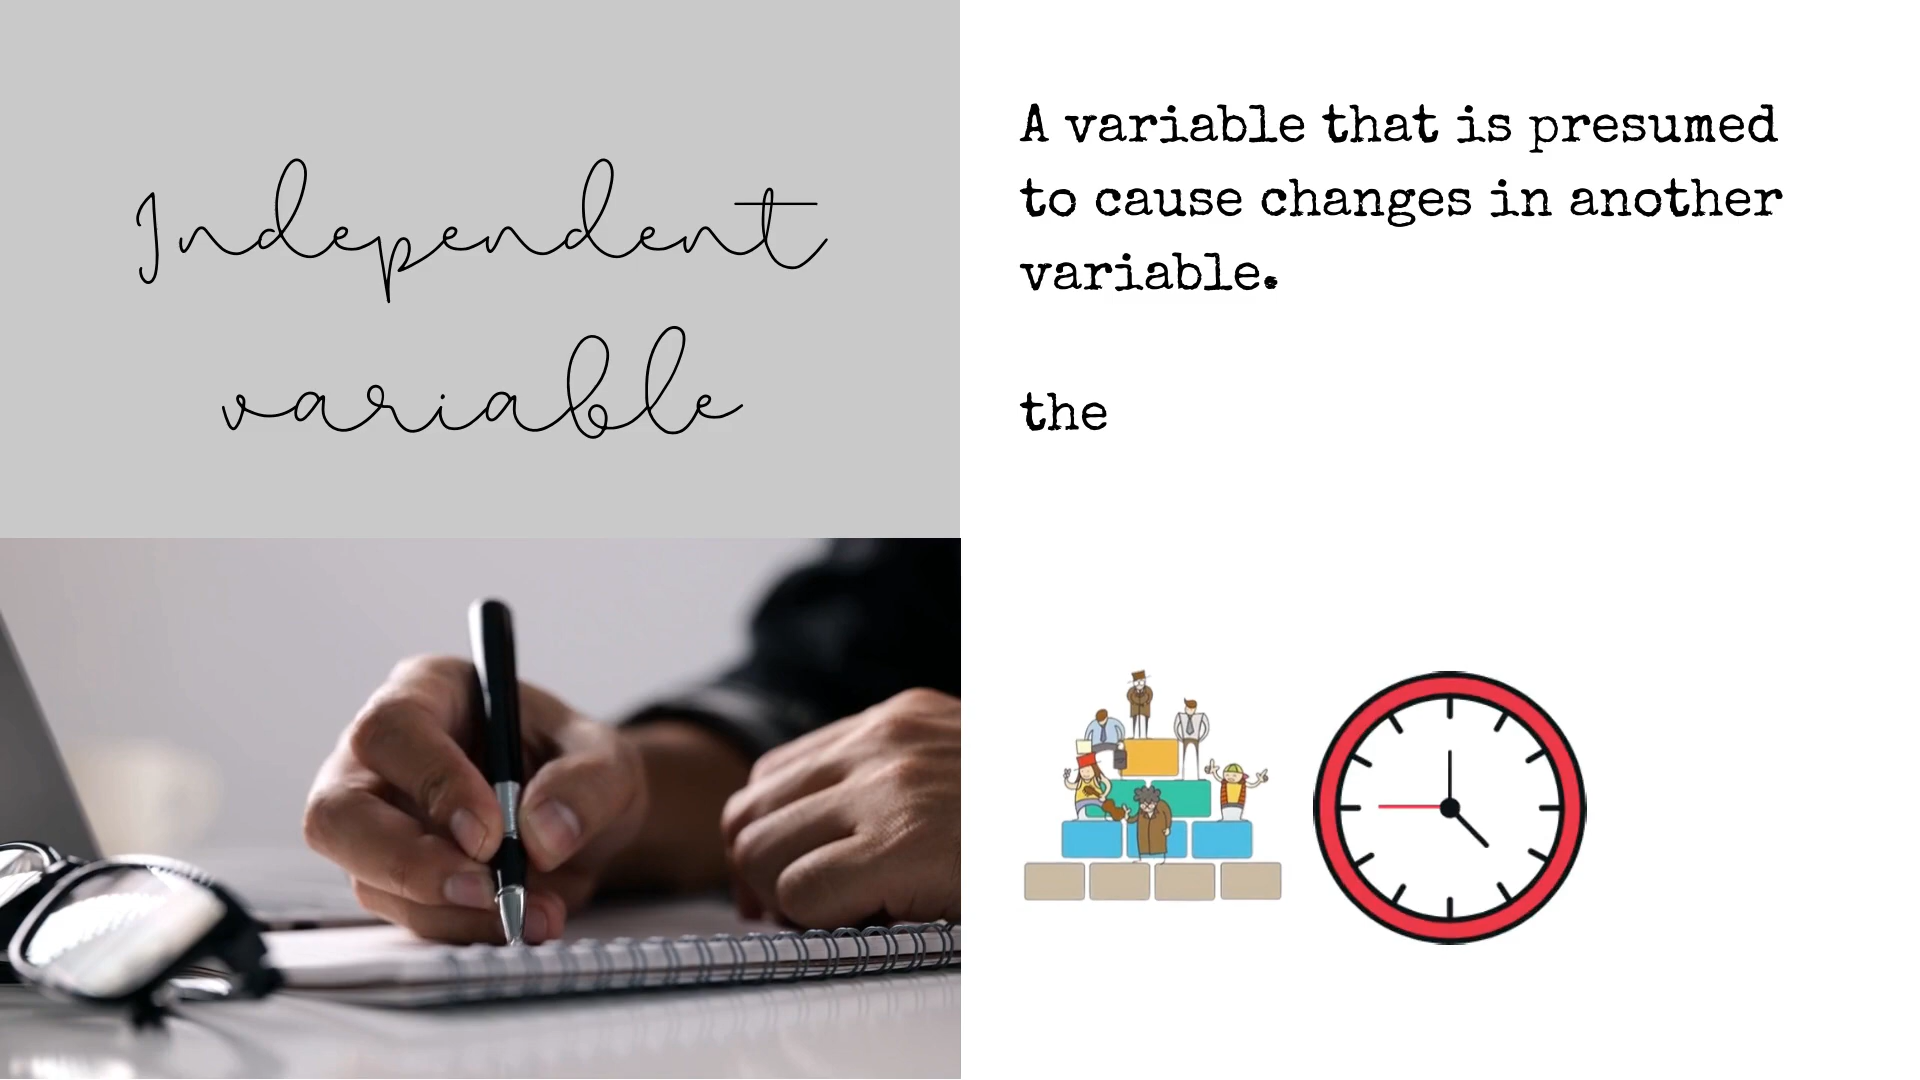 Independent
variable
A variable that is presumed
to cause changes in another
variable.
the